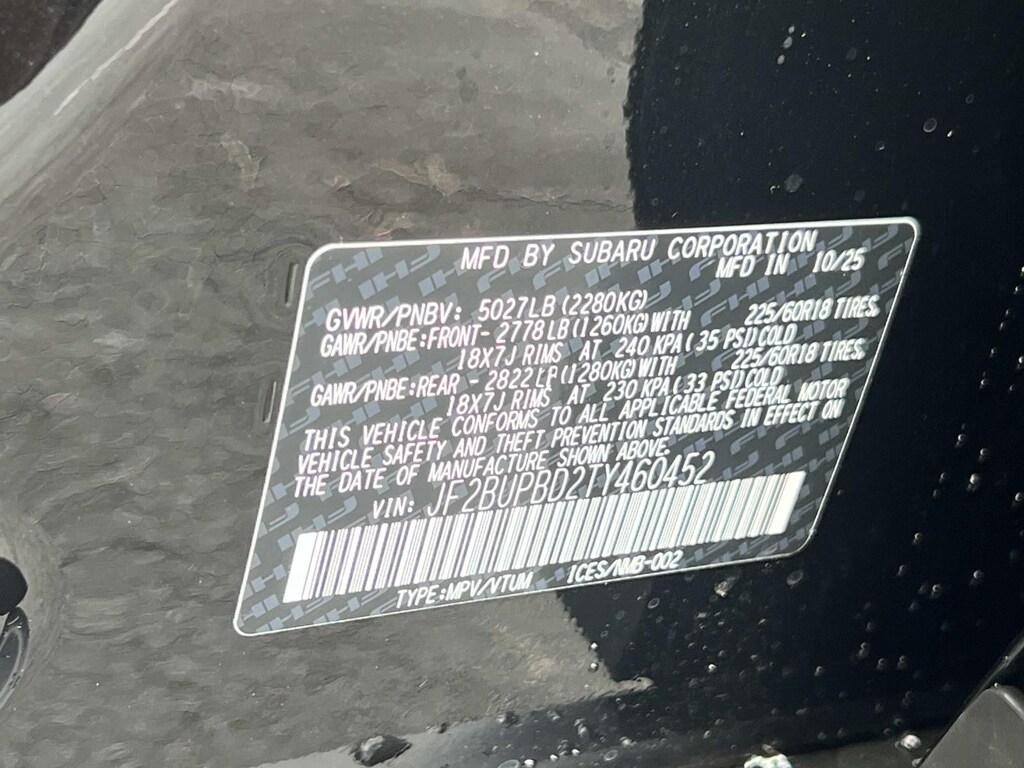 MFD BY SUBARU CORPORATION
MFD IN 10/25
GVWR/PNBV: 5027LB(2280KG)
GAWR/PNBE:FRONT- 2778LB(1260KG)WITH 225/60R18 TIRES,
18X7J RIMS AT 240 KPA(35 PSI)COLD
GAWR/PNBE:REAR - 2822LB(1280KG)WITH 225/60R18 TIRES,
18X7J RIMS AT 230 KPA(33 PSI)COLD
THIS VEHICLE CONFORMS TO ALL APPLICABLE FEDERAL MOTOR
VEHICLE SAFETY AND THEFT PREVENTION STANDARDS IN EFFECT ON
THE DATE OF MANUFACTURE SHOWN ABOVE.
VIN: JF2BUPBD2TY460452
TYPE:MPV/VTUM ICES/NMB-002